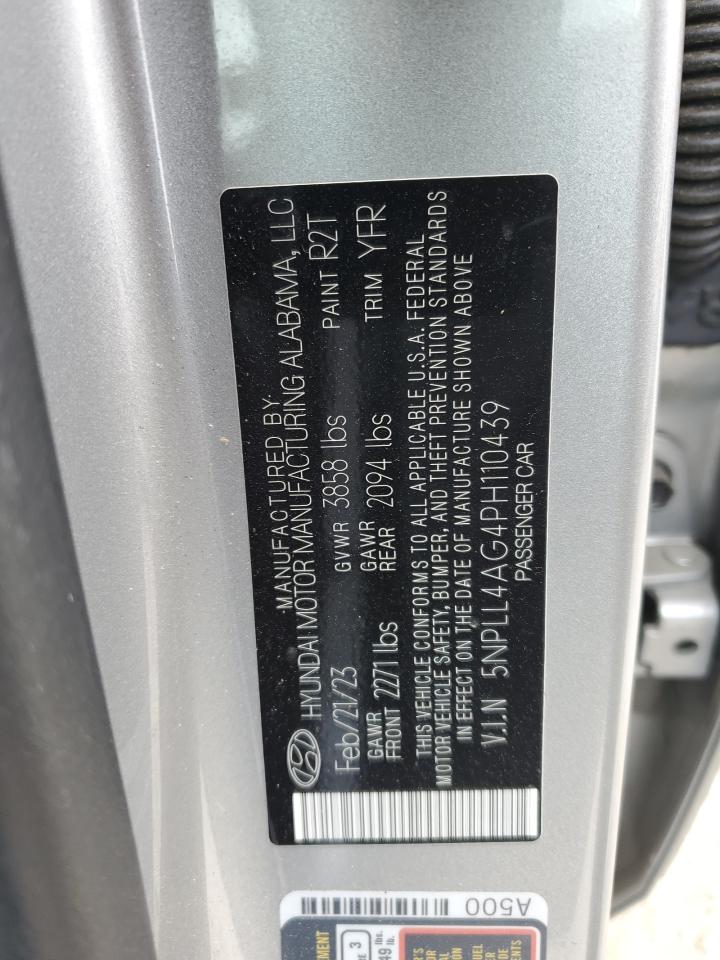 MANUFACTURED BY
HYUNDAI MOTOR MANUFACTURING ALABAMA, LLC
Feb/21/23 GVWR 3858 lbs PAINT R2T
GAWR FRONT 2271 lbs GAWR REAR 2094 lbs TRIM YFR
THIS VEHICLE CONFORMS TO ALL APPLICABLE U.S.A. FEDERAL
MOTOR VEHICLE SAFETY, BUMPER, AND THEFT PREVENTION STANDARDS
IN EFFECT ON THE DATE OF MANUFACTURE SHOWN ABOVE
V.I.N 5NPLL4AG4PH110439
PASSENGER CAR
A500
3